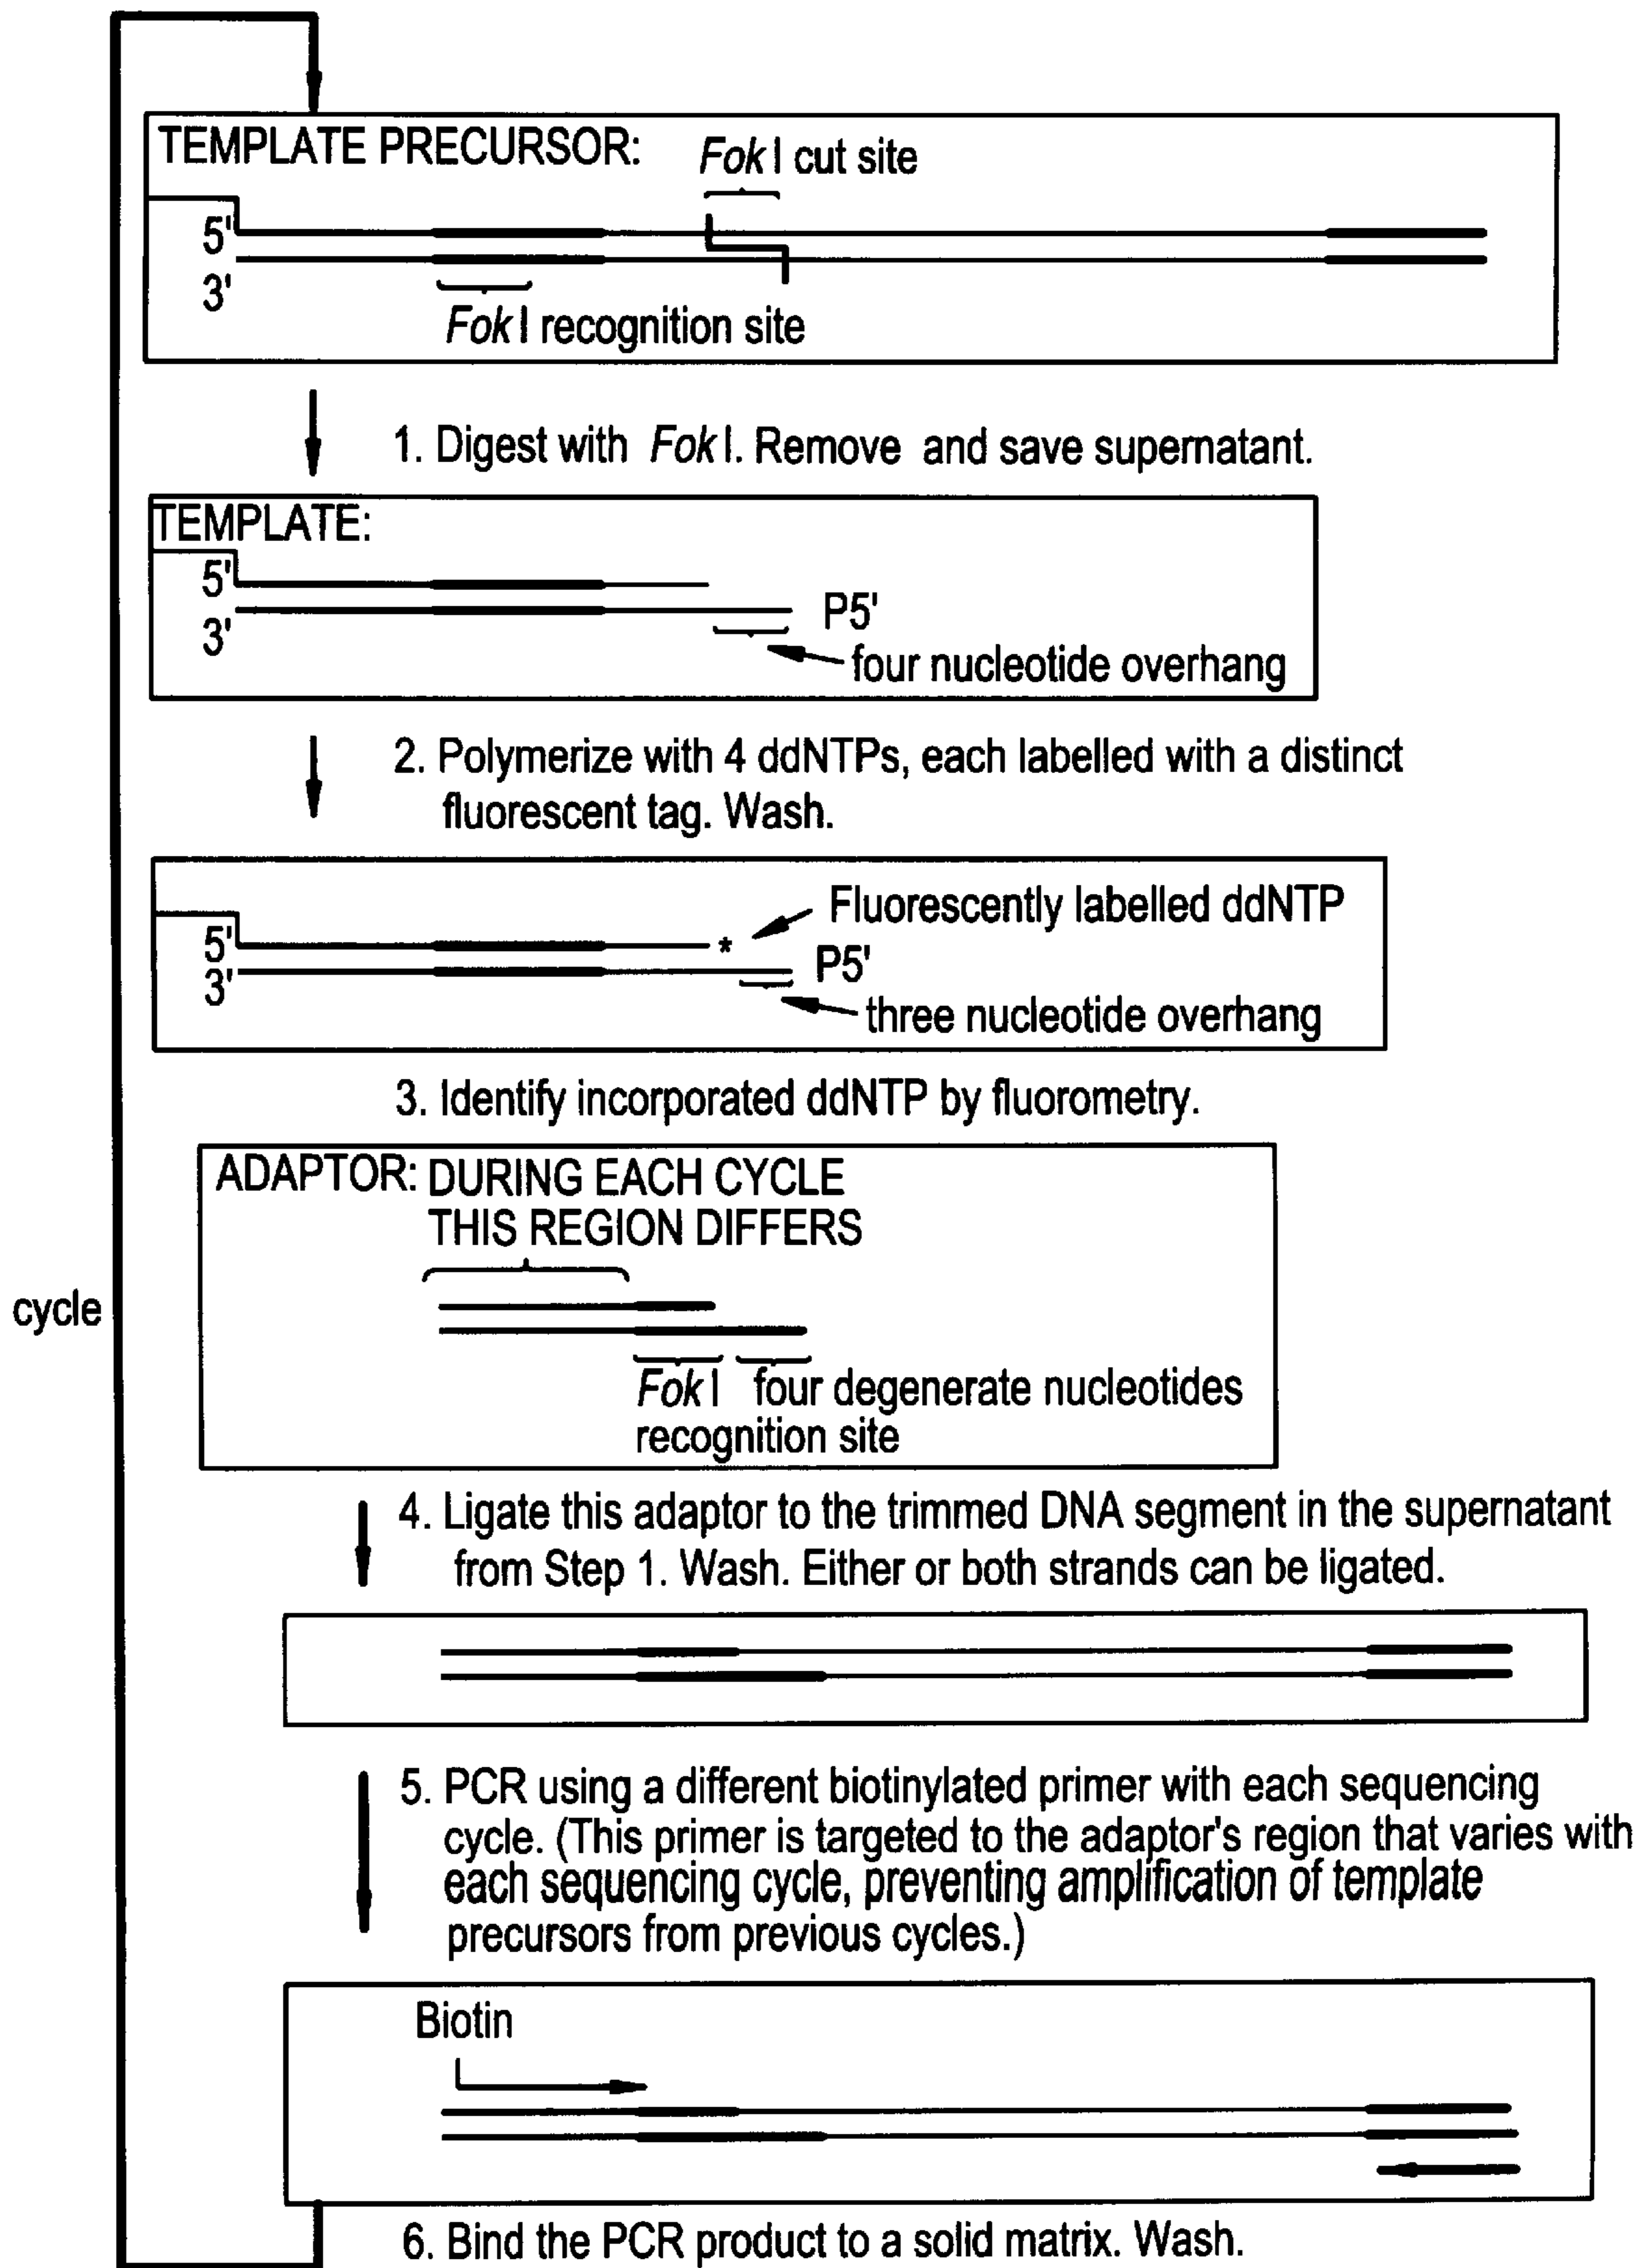 TEMPLATE PRECURSOR:
Fok I cut site
5'
3'
Fok I recognition site
1. Digest with Fok I. Remove and save supernatant.
TEMPLATE:
5'
P5'
3'
four nucleotide overhang
2. Polymerize with 4 ddNTPs, each labelled with a distinct
fluorescent tag. Wash.
Fluorescently labelled ddNTP
5'
*
P5'
3'
three nucleotide overhang
3. Identify incorporated ddNTP by fluorometry.
ADAPTOR: DURING EACH CYCLE
THIS REGION DIFFERS
cycle
Fok I four degenerate nucleotides
recognition site
4. Ligate this adaptor to the trimmed DNA segment in the supernatant
from Step 1. Wash. Either or both strands can be ligated.
5. PCR using a different biotinylated primer with each sequencing
cycle. (This primer is targeted to the adaptor's region that varies with
each sequencing cycle, preventing amplification of template
precursors from previous cycles.)
Biotin
6. Bind the PCR product to a solid matrix. Wash.